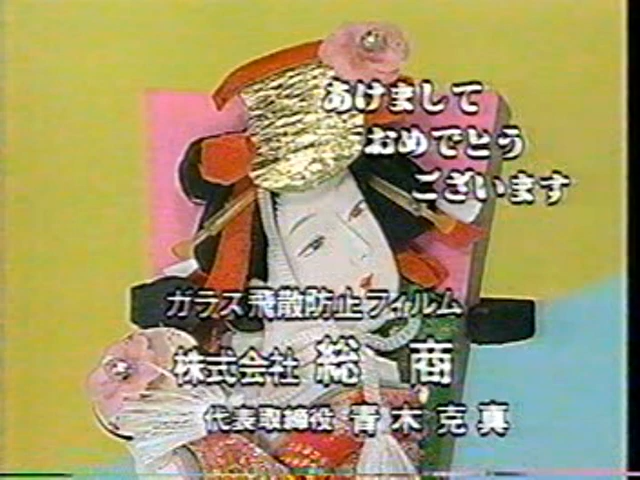 あけまして
おめでとう
ございます
ガラス飛散防止フィルム
株式会社 総商
代表取締役 青木克真